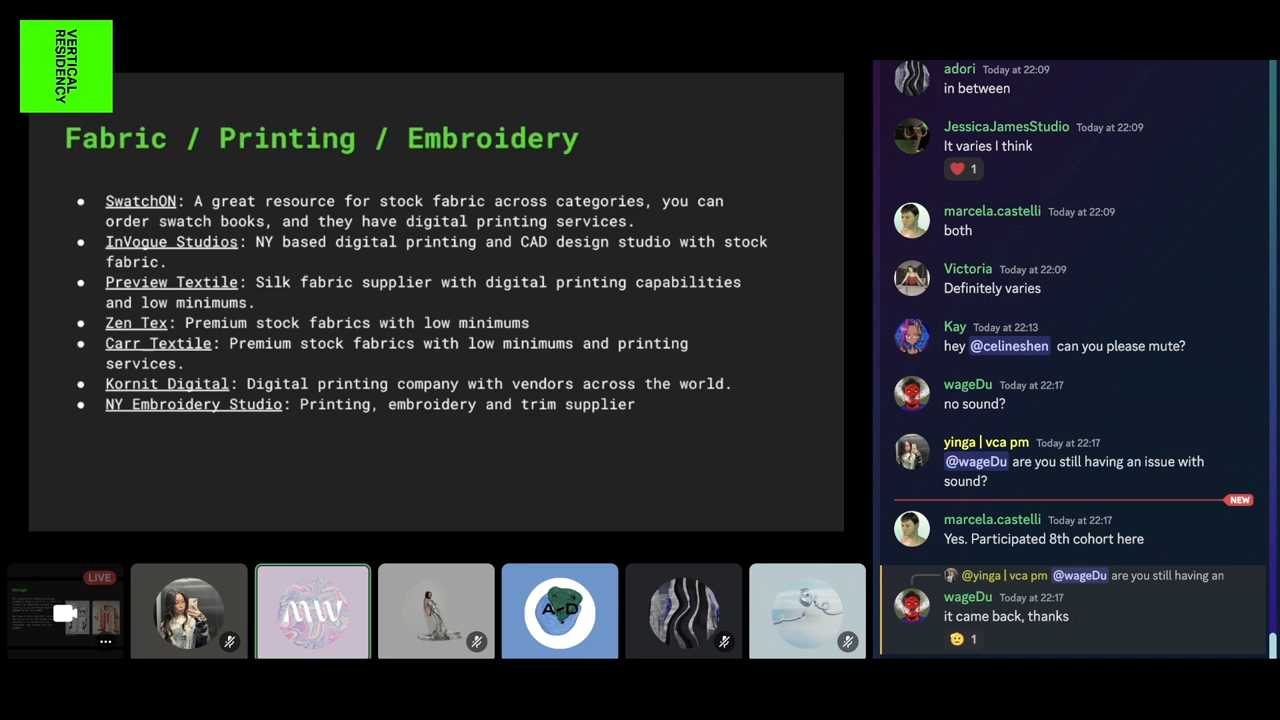 VERTICAL
RESIDENCY
Fabric / Printing / Embroidery
● SwatchON: A great resource for stock fabric across categories, you can
order swatch books, and they have digital printing services.
● InVogue Studios: NY based digital printing and CAD design studio with stock
fabric.
● Preview Textile: Silk fabric supplier with digital printing capabilities
and low minimums.
● Zen Tex: Premium stock fabrics with low minimums
● Carr Textile: Premium stock fabrics with low minimums and printing
services.
● Kornit Digital: Digital printing company with vendors across the world.
● NY Embroidery Studio: Printing, embroidery and trim supplier
LIVE
MW
A-D
adori Today at 22:09
in between
JessicaJamesStudio Today at 22:09
It varies I think
1
marcela.castelli Today at 22:09
both
Victoria Today at 22:09
Definitely varies
Kay Today at 22:13
hey @celineshen can you please mute?
wageDu Today at 22:17
no sound?
yinga | vca pm Today at 22:17
@wageDu are you still having an issue with
sound?
NEW
marcela.castelli Today at 22:17
Yes. Participated 8th cohort here
@yinga | vca pm @wageDu are you still having an
wageDu Today at 22:17
it came back, thanks
1